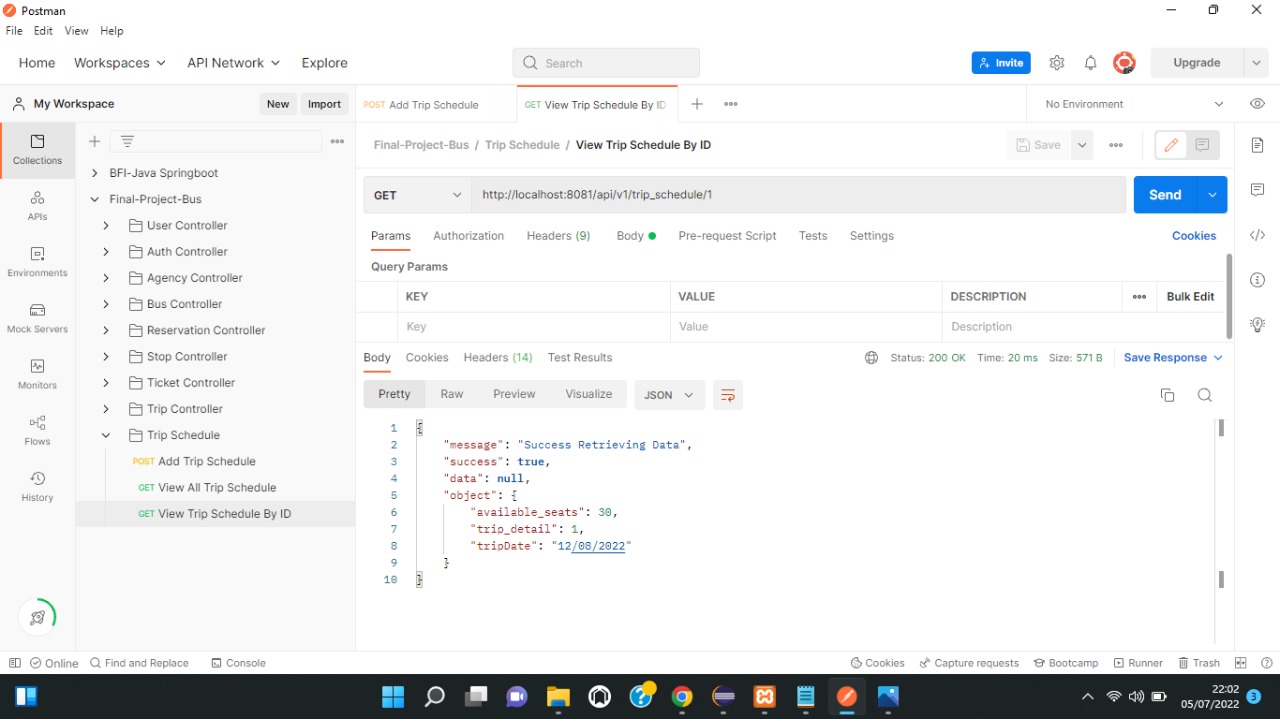 Postman
File Edit View Help
Home Workspaces API Network Explore Search Invite Upgrade
My Workspace New Import POST Add Trip Schedule GET View Trip Schedule By ID No Environment
Collections
APIs
Environments
Mock Servers
Monitors
Flows
History
BFI-Java Springboot
Final-Project-Bus
User Controller
Auth Controller
Agency Controller
Bus Controller
Reservation Controller
Stop Controller
Ticket Controller
Trip Controller
Trip Schedule
POST Add Trip Schedule
GET View All Trip Schedule
GET View Trip Schedule By ID
Final-Project-Bus / Trip Schedule / View Trip Schedule By ID Save
GET http://localhost:8081/api/v1/trip_schedule/1 Send
Params Authorization Headers (9) Body Pre-request Script Tests Settings Cookies
Query Params
KEY VALUE DESCRIPTION Bulk Edit
Key Value Description
Body Cookies Headers (14) Test Results Status: 200 OK Time: 20 ms Size: 571 B Save Response
Pretty Raw Preview Visualize JSON
1 {
2 "message": "Success Retrieving Data",
3 "success": true,
4 "data": null,
5 "object": {
6 "available_seats": 30,
7 "trip_detail": 1,
8 "tripDate": "12/08/2022"
9 }
10 }
Online Find and Replace Console Cookies Capture requests Bootcamp Runner Trash
22:02
05/07/2022 3